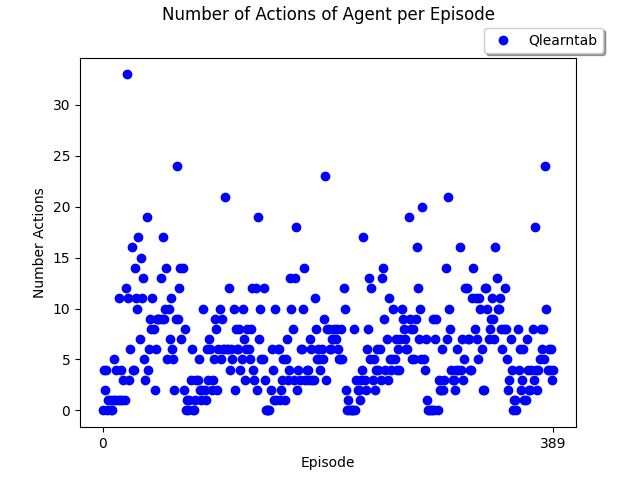 Number of Actions of Agent per Episode
Qlearntab
Number Actions
30
25
20
15
10
5
0
0
389
Episode